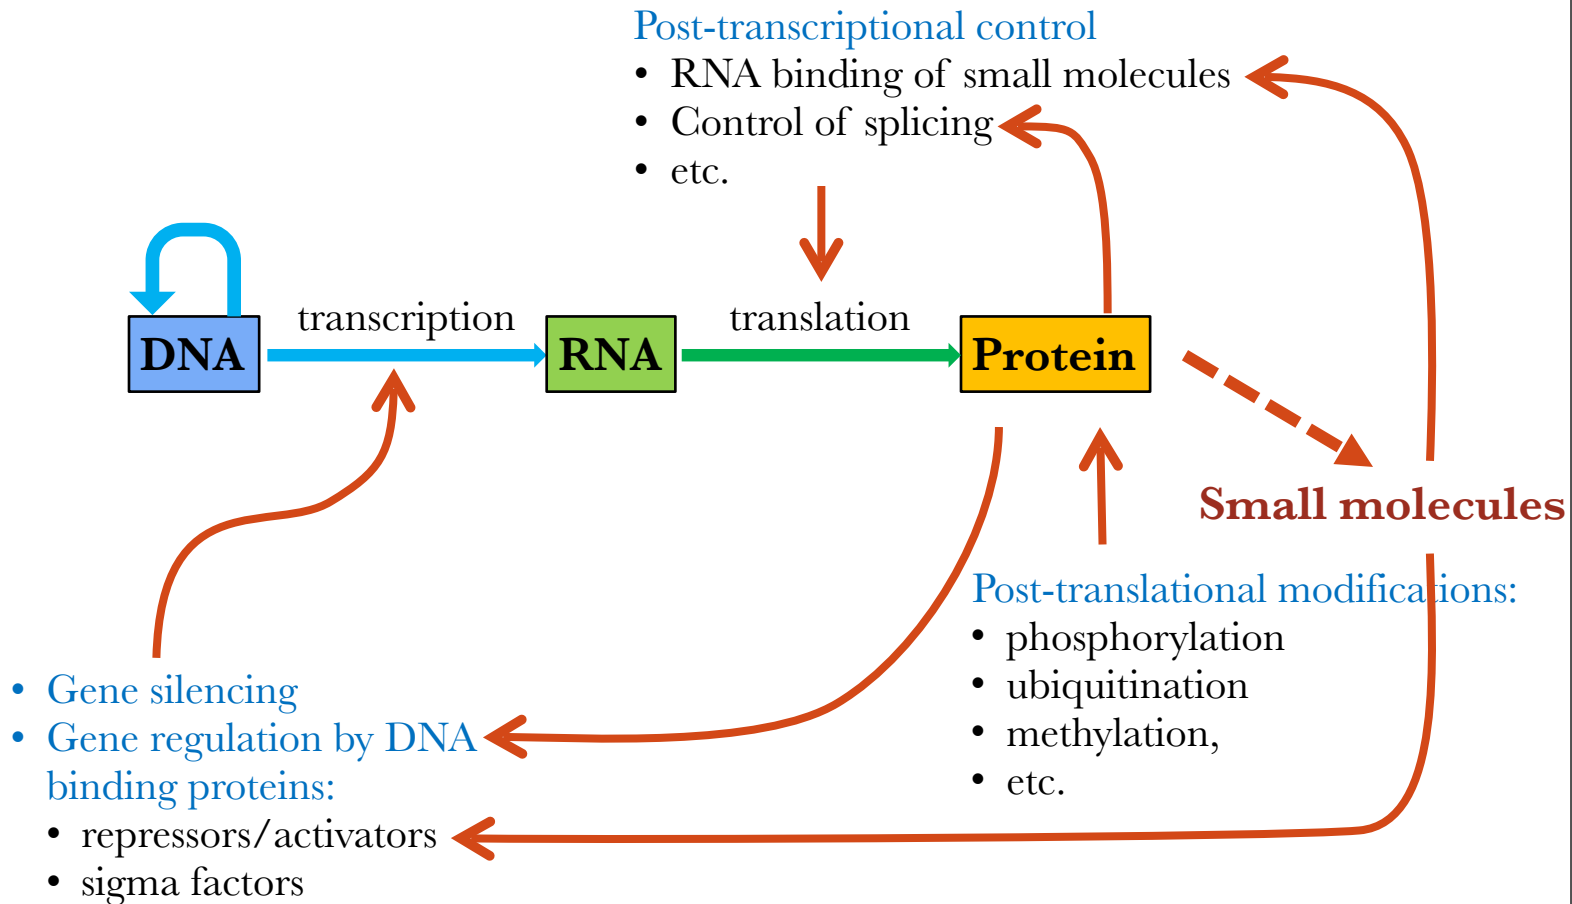 Post-transcriptional control
• RNA binding of small molecules
• Control of splicing
• etc.
transcription
translation
DNA
RNA
Protein
Small molecules
Post-translational modifications:
• phosphorylation
• ubiquitination
• methylation,
• etc.
• Gene silencing
• Gene regulation by DNA
binding proteins:
• repressors/activators
• sigma factors